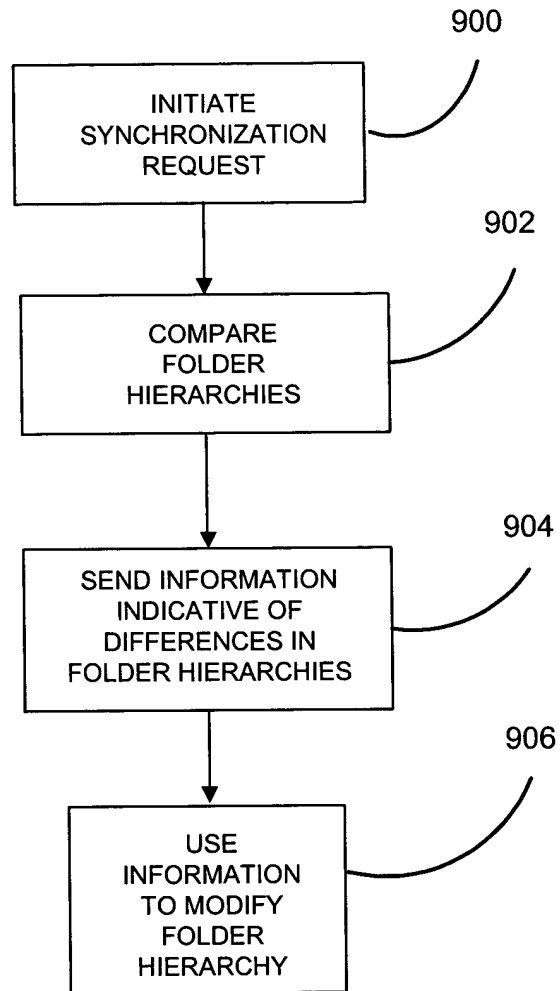 900
INITIATE
SYNCHRONIZATION
REQUEST
902
COMPARE
FOLDER
HIERARCHIES
904
SEND INFORMATION
INDICATIVE OF
DIFFERENCES IN
FOLDER HIERARCHIES
906
USE
INFORMATION
TO MODIFY
FOLDER
HIERARCHY